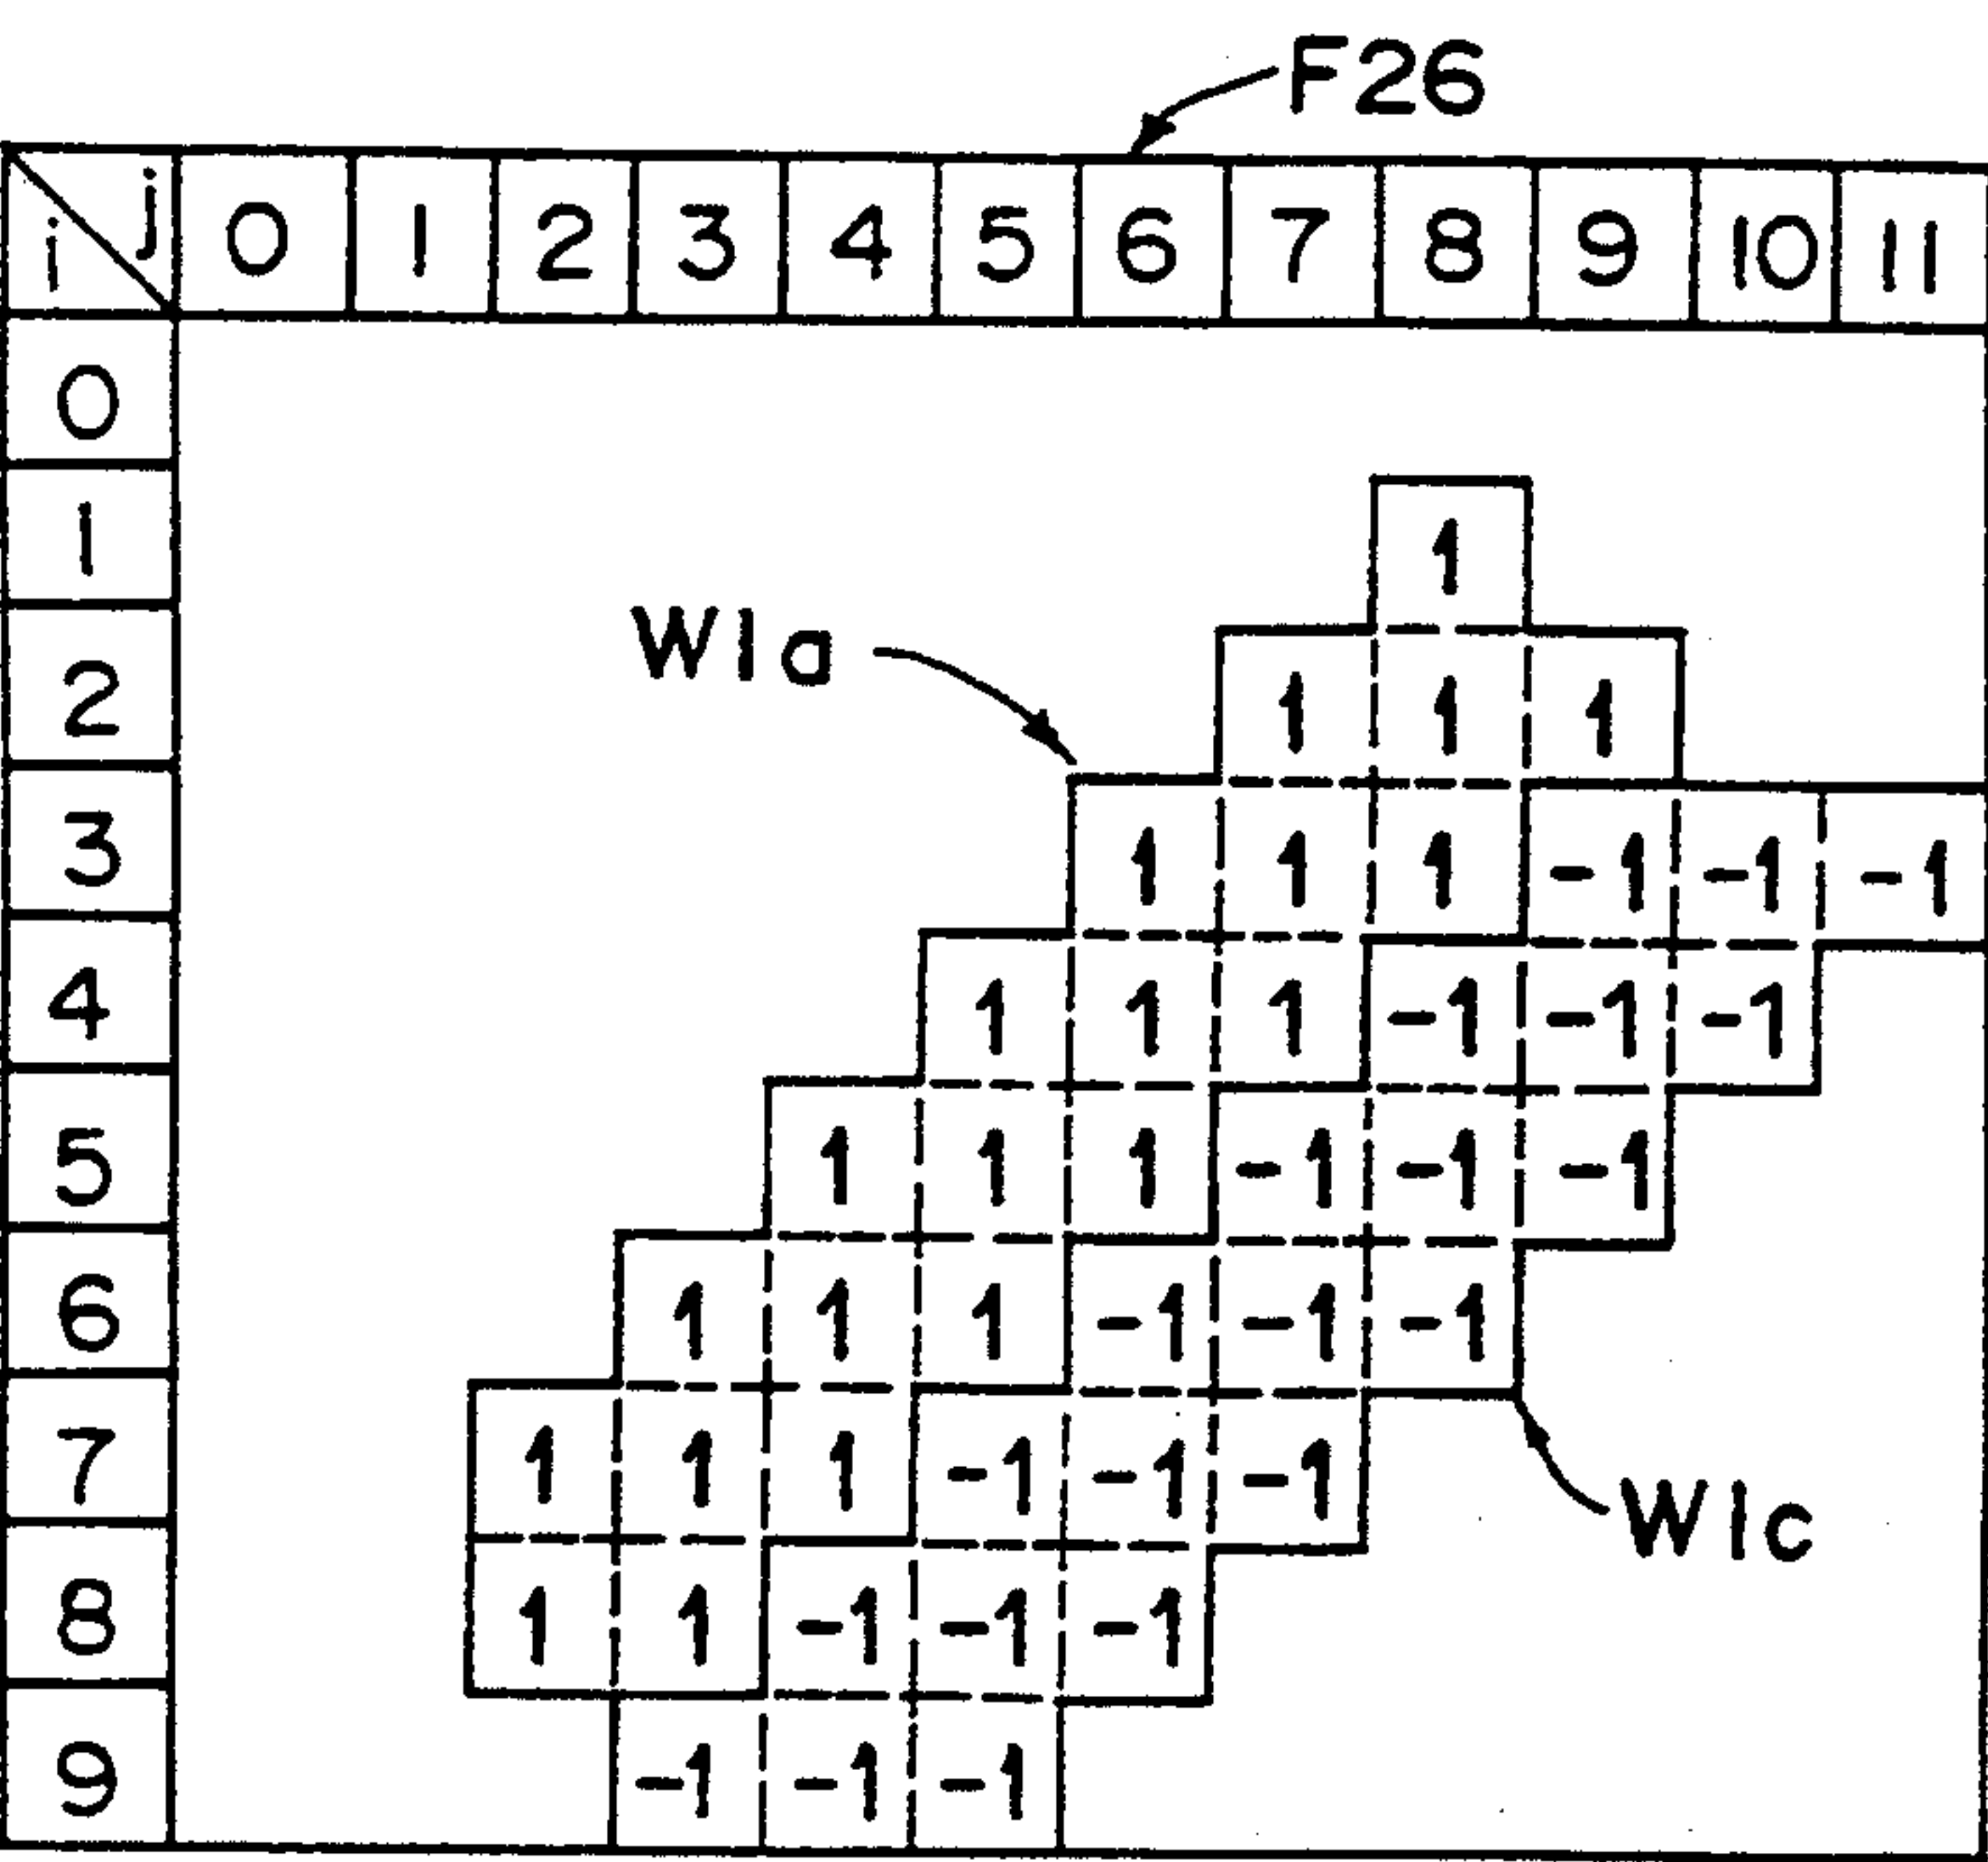 F26
i j 0 1 2 3 4 5 6 7 8 9 10 11
0
1 1
W1a
2 1 1 1
3 1 1 1 -1 -1 -1
4 1 1 1 -1 -1 -1
5 1 1 1 -1 -1 -1
6 1 1 1 -1 -1 -1
7 1 1 1 -1 -1 -1
W1c
8 1 1 -1 -1 -1
9 -1 -1 -1